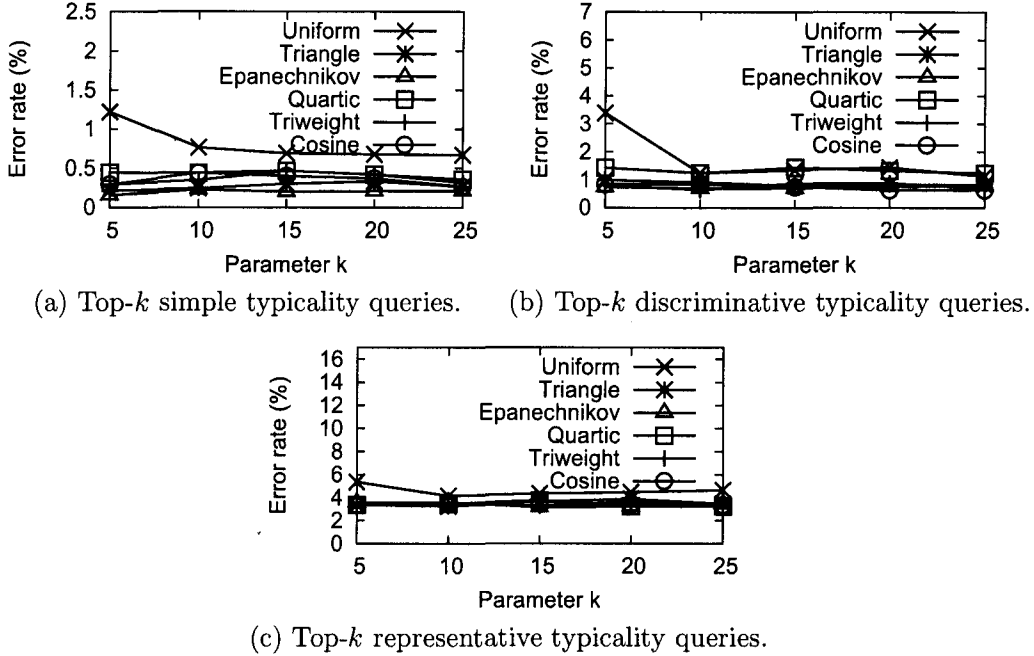 2.5
2
1.5
1
0.5
0
Error rate (%)
Uniform
Triangle
Epanechnikov
Quartic
Triweight
Cosine
5 10 15 20 25
Parameter k
(a) Top-k simple typicality queries.
7
6
5
4
3
2
1
0
Error rate (%)
Uniform
Triangle
Epanechnikov
Quartic
Triweight
Cosine
5 10 15 20 25
Parameter k
(b) Top-k discriminative typicality queries.
16
14
12
10
8
6
4
2
0
Error rate (%)
Uniform
Triangle
Epanechnikov
Quartic
Triweight
Cosine
5 10 15 20 25
Parameter k
(c) Top-k representative typicality queries.